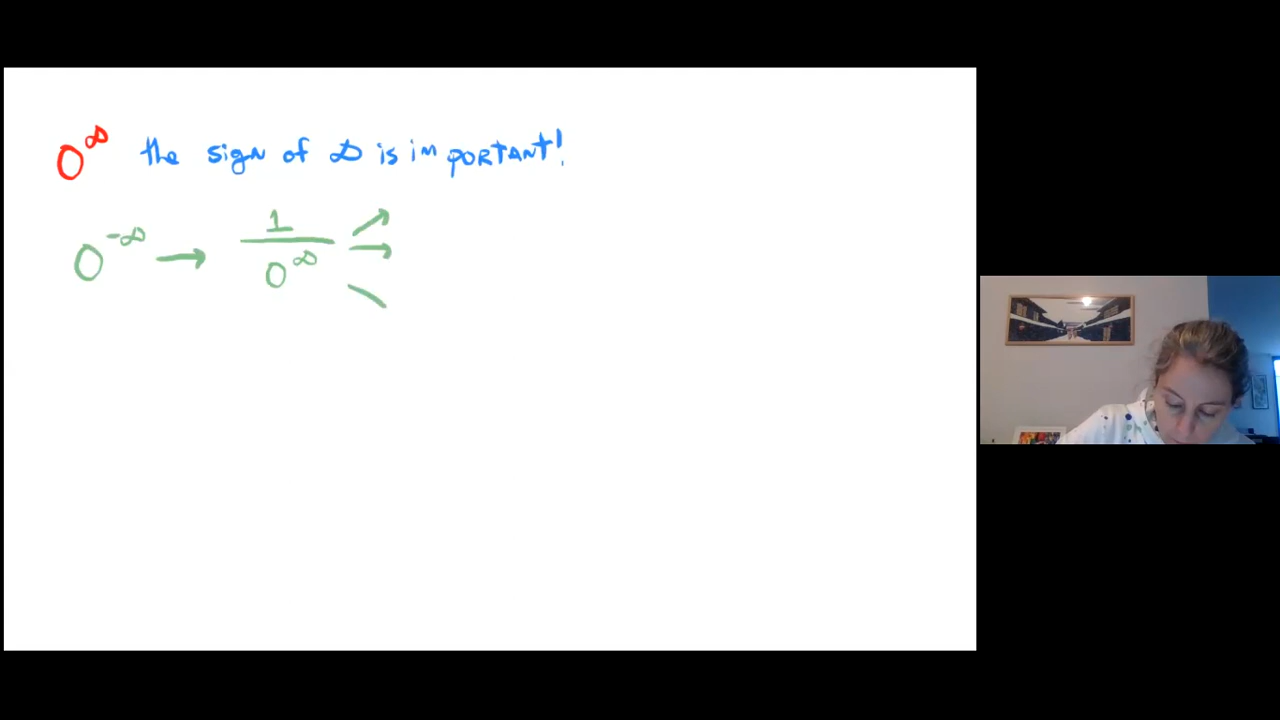 0^∞ the sign of ∞ is important!
0^-∞ → 1/0^∞